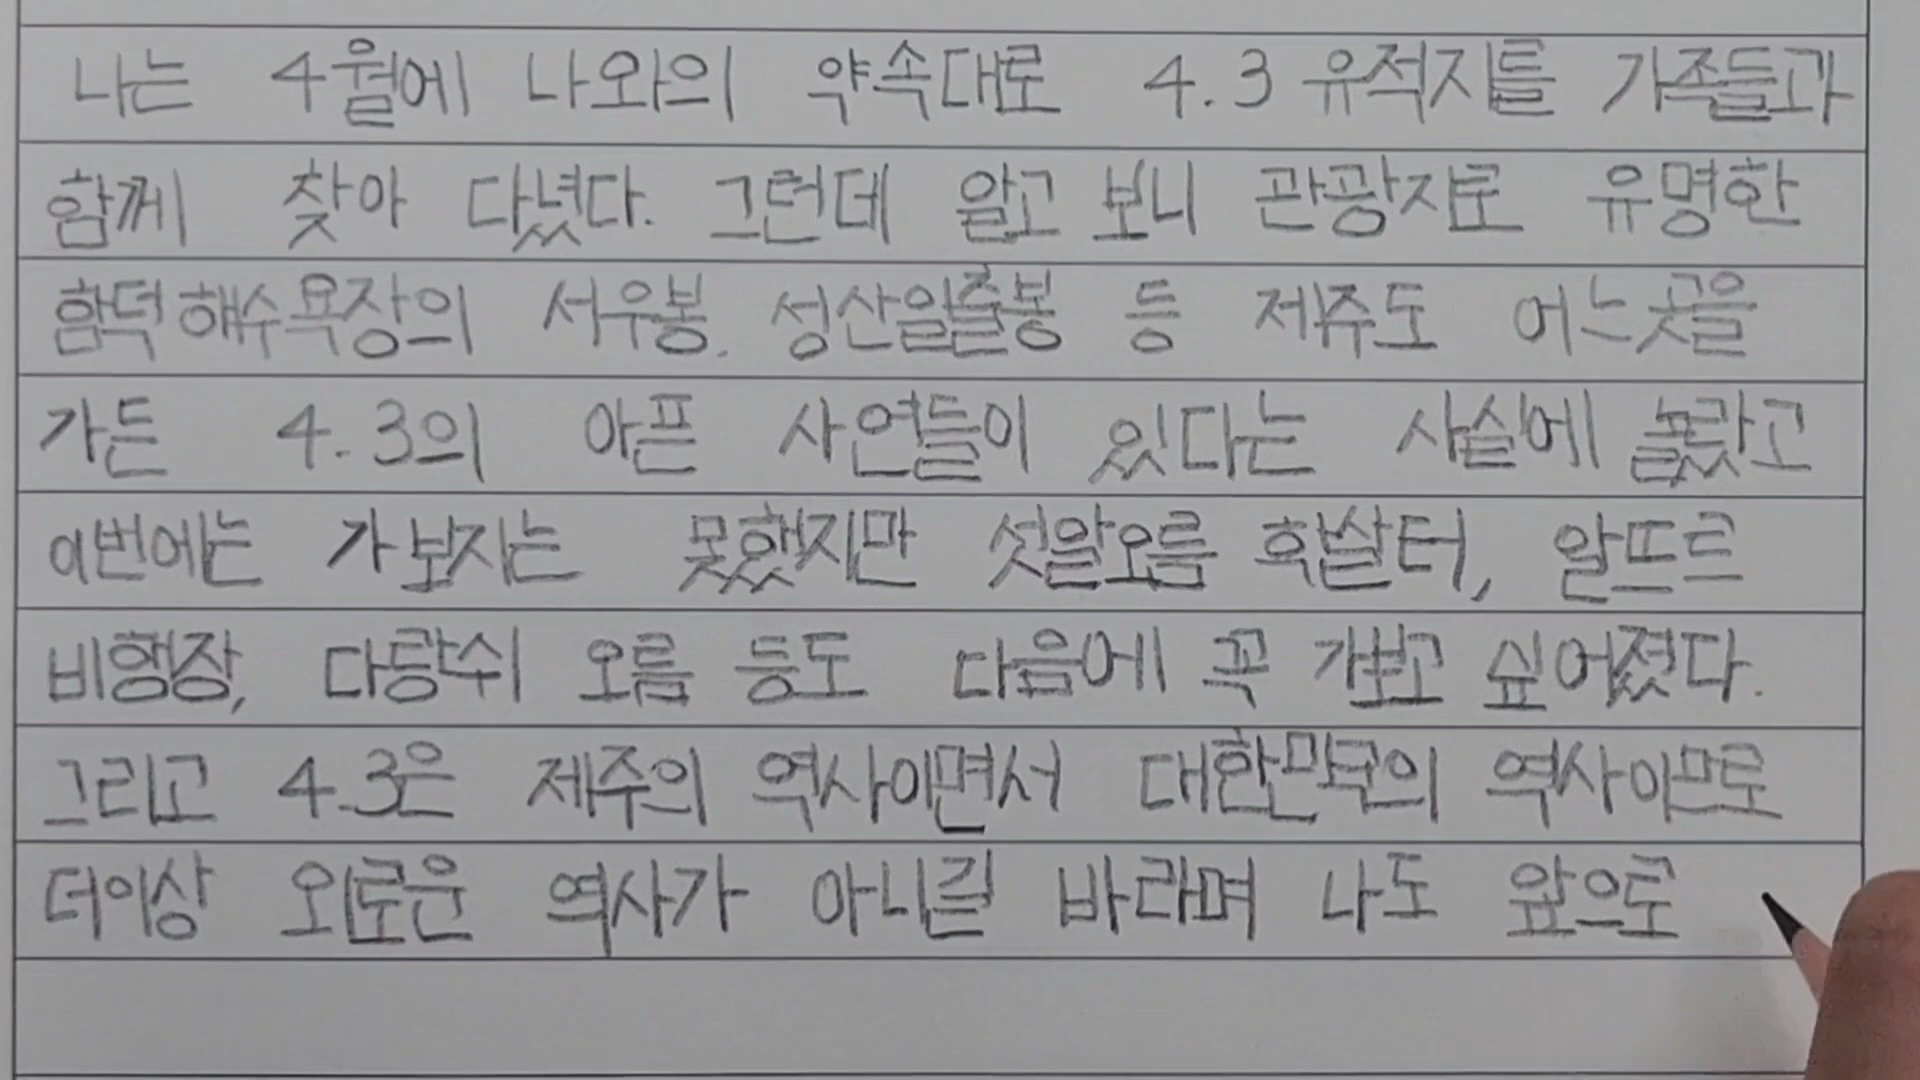 나는 4월에 나와의 약속대로 4.3 유적지를 가족들과
함께 찾아 다녔다. 그런데 알고 보니 관광지로 유명한
함덕해수욕장의 서우봉, 성산일출봉 등 제주도 어느곳을
가든 4.3의 아픈 사연들이 있다는 사실에 놀랐고
이번에는 가보지는 못했지만 섯알오름 학살터, 알뜨르
비행장, 다랑쉬 오름 등도 다음에 꼭 가보고 싶어졌다.
그리고 4.3은 제주의 역사이면서 대한민국의 역사이므로
더이상 외로운 역사가 아니길 바라며 나도 앞으로